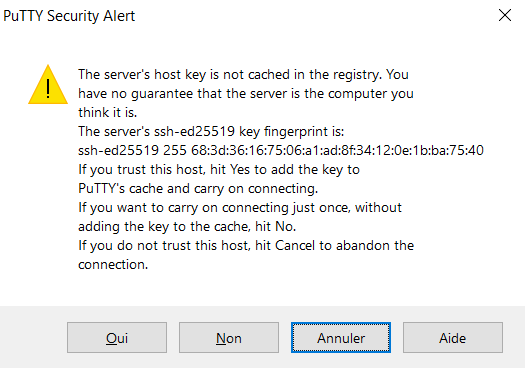 PuTTY Security Alert
The server's host key is not cached in the registry. You
have no guarantee that the server is the computer you
think it is.
The server's ssh-ed25519 key fingerprint is:
ssh-ed25519 255 68:3d:36:16:75:06:a1:ad:8f:34:12:0e:1b:ba:75:40
If you trust this host, hit Yes to add the key to
PuTTY's cache and carry on connecting.
If you want to carry on connecting just once, without
adding the key to the cache, hit No.
If you do not trust this host, hit Cancel to abandon the
connection.
Oui Non Annuler Aide